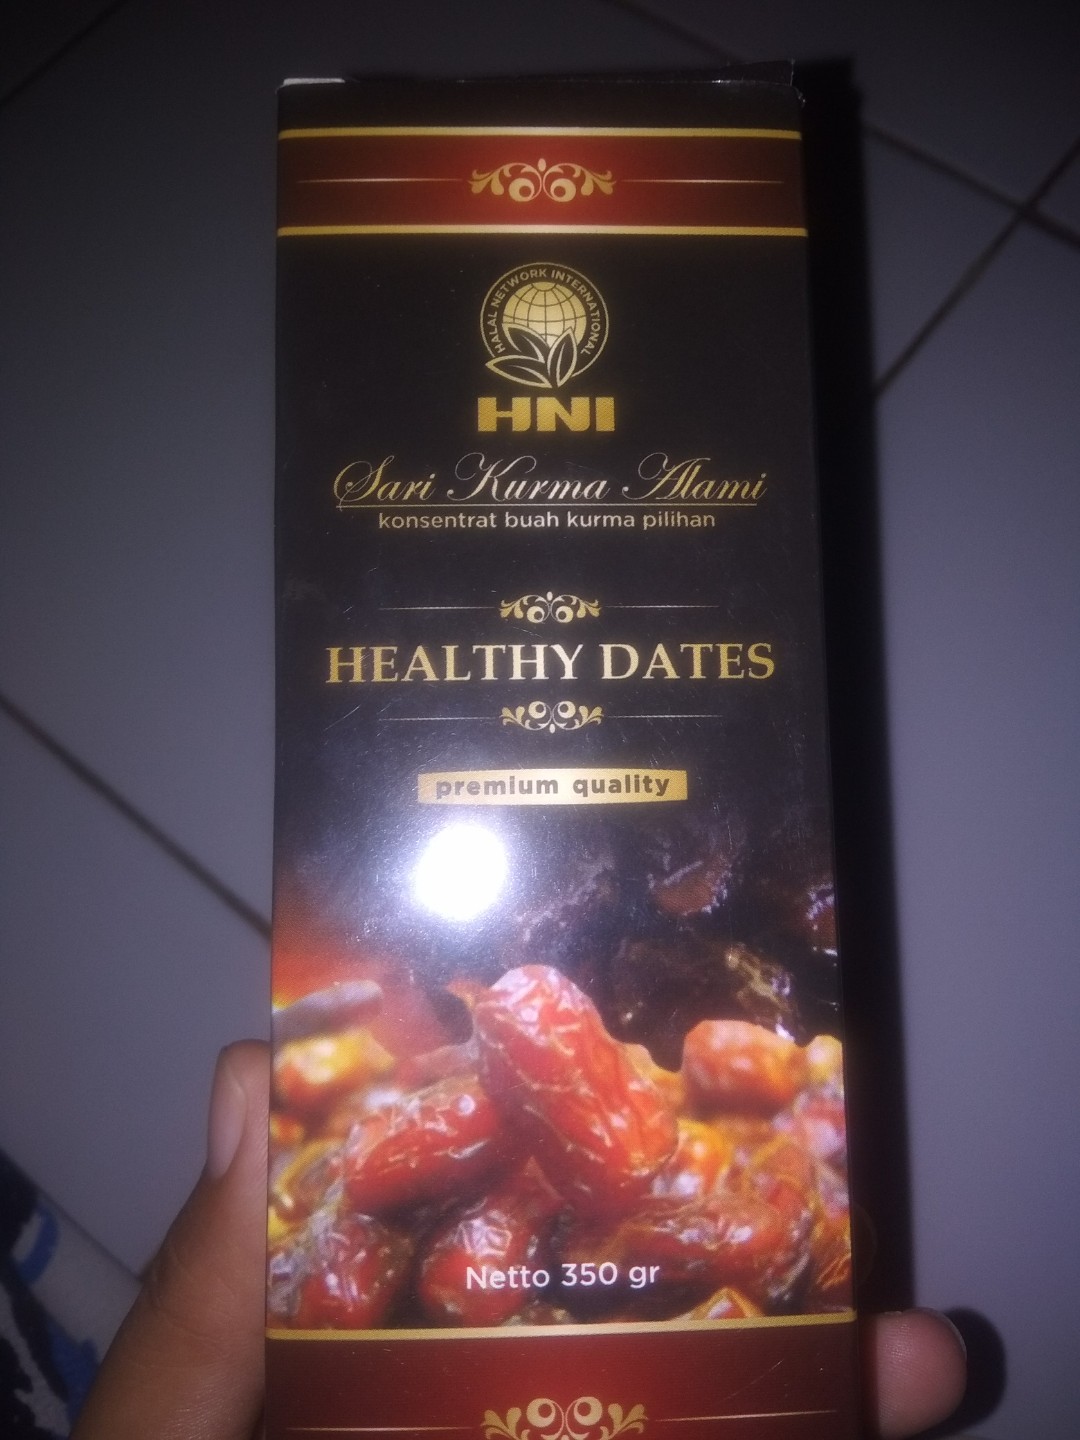 HALAL NETWORK INTERNATIONAL
HNI
Sari Kurma Alami
konsentrat buah kurma pilihan
HEALTHY DATES
premium quality
Netto 350 gr